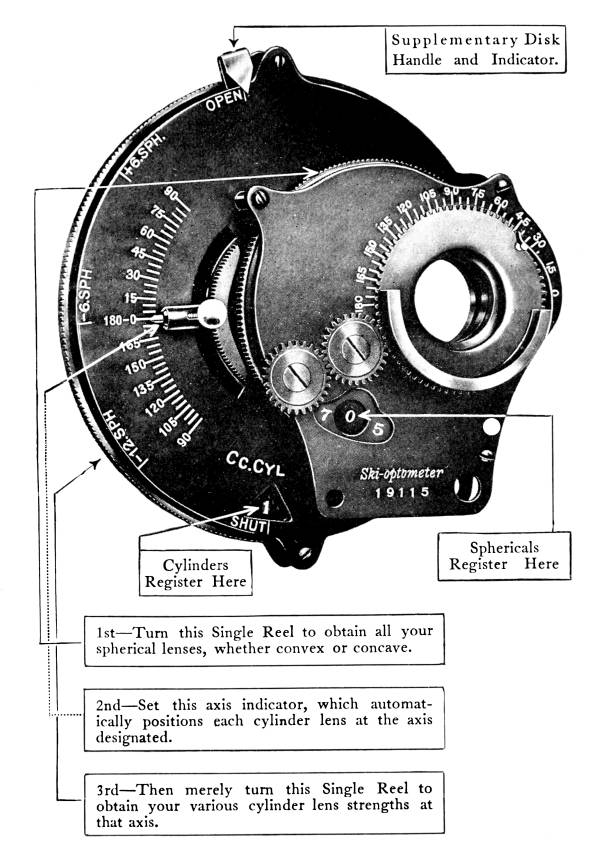 Supplementary Disk
Handle and Indicator.
OPEN
+6.SPH.
-6.SPH
-12.SPH
90
75
60
45
30
15
180-0
165
150
135
120
105
90
180
165
150
135
120
105
90
75
60
45
30
15
0
7 0 5
Cc.CYL
Ski-optometer
19115
1
SHUT
Cylinders
Register Here
Sphericals
Register Here
1st—Turn this Single Reel to obtain all your
spherical lenses, whether convex or concave.
2nd—Set this axis indicator, which automat-
ically positions each cylinder lens at the axis
designated.
3rd—Then merely turn this Single Reel to
obtain your various cylinder lens strengths at
that axis.